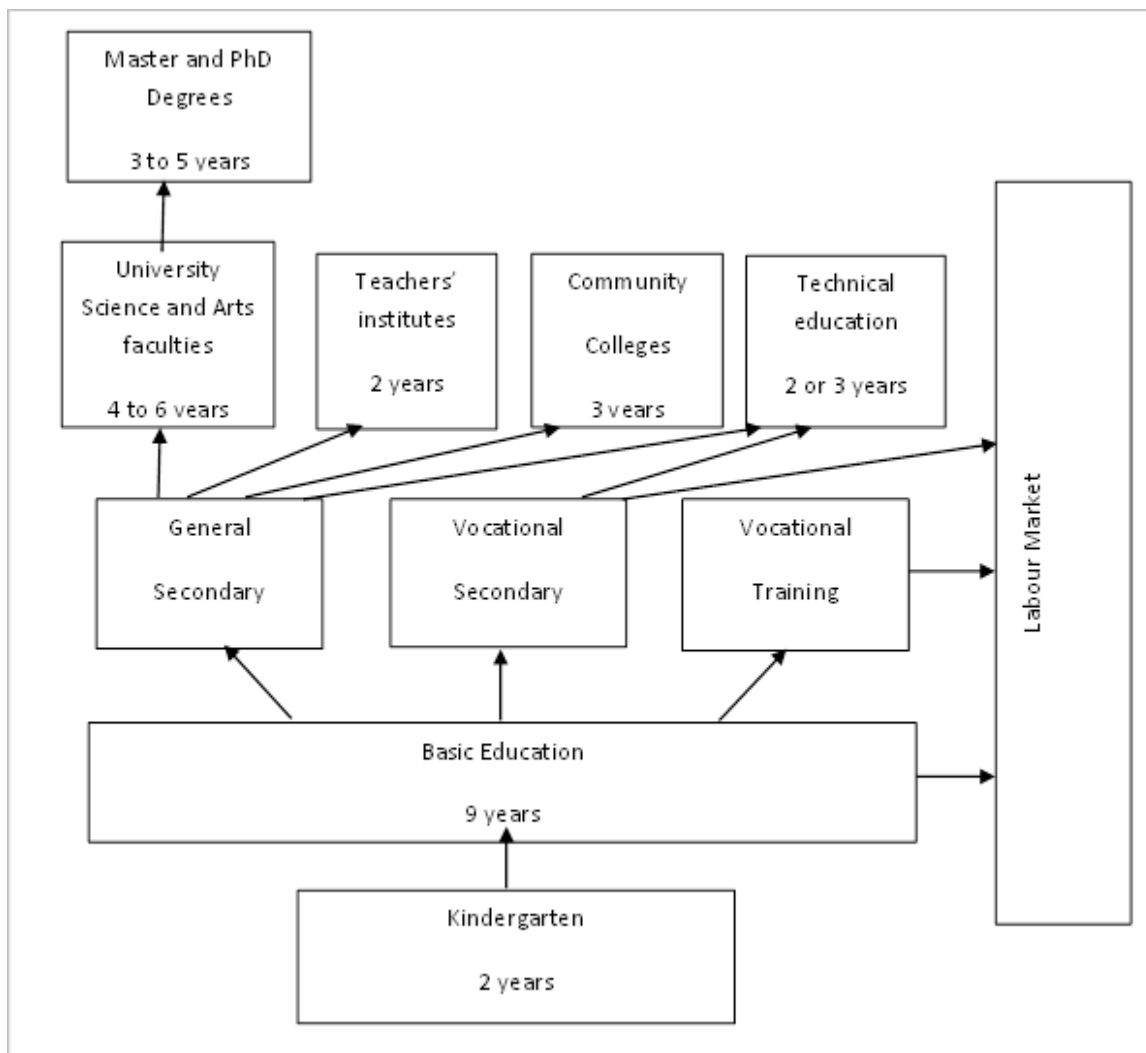 Master and PhD
Degrees
3 to 5 years
University
Science and Arts
faculties
4 to 6 years
Teachers'
institutes
2 years
Community
Colleges
3 years
Technical
education
2 or 3 years
General
Secondary
Vocational
Secondary
Vocational
Training
Labour Market
Basic Education
9 years
Kindergarten
2 years